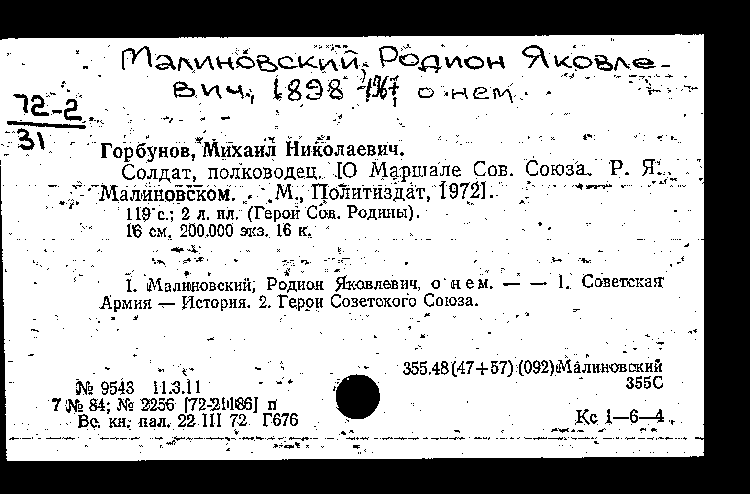 Малиновский, Родион Яковле-
вич, 1898-1967, о нем.
72-2
31
Горбунов, Михаил Николаевич.
Солдат, полководец. [О Маршале Сов. Союза Р. Я.
Малиновском. М., Политиздат, 1972].
119 с.; 2 л. ил. (Герои Сов. Родины).
16 см. 200.000 экз. 16 к.
1. Малиновский, Родион Яковлевич, о нем. — — 1. Советская
Армия — История. 2. Герои Советского Союза.
355.48(47+57)(092)Малиновский
355С
№ 9543 11.3.11
7 № 84; № 2256 [72-21186] п
Вс. кн. пал. 22 III 72 Г676
Кс 1—6—4